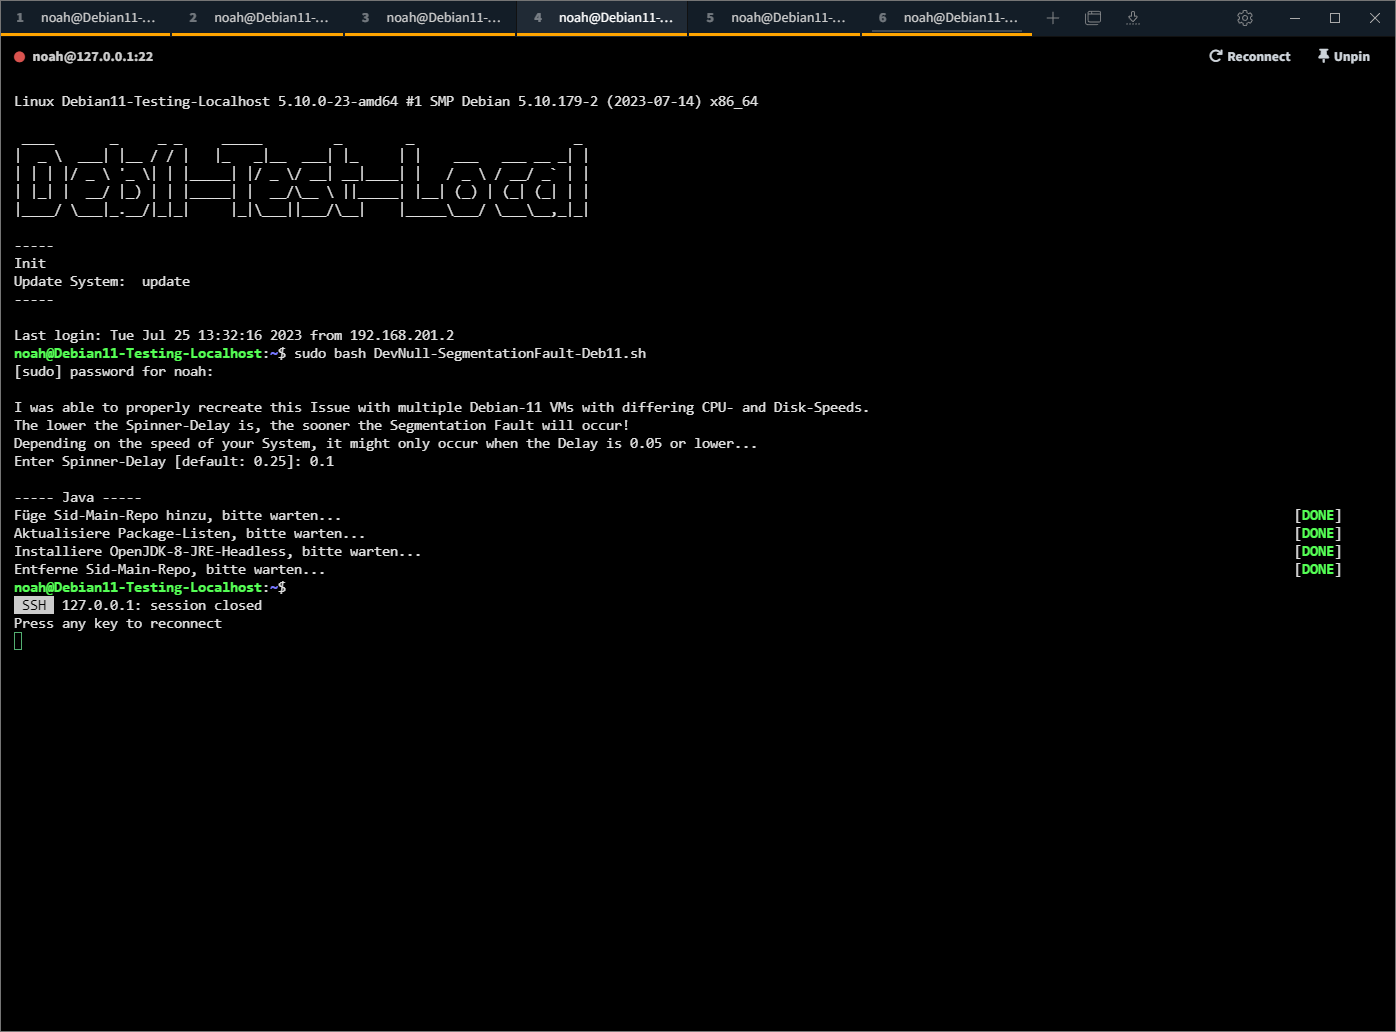 1 noah@Debian11-... 2 noah@Debian11-... 3 noah@Debian11-... 4 noah@Debian11-... 5 noah@Debian11-... 6 noah@Debian11-...
noah@127.0.0.1:22 Reconnect Unpin
Linux Debian11-Testing-Localhost 5.10.0-23-amd64 #1 SMP Debian 5.10.179-2 (2023-07-14) x86_64
Deb11-Test-Local
-----
Init
Update System:  update
-----
Last login: Tue Jul 25 13:32:16 2023 from 192.168.201.2
noah@Debian11-Testing-Localhost:~$ sudo bash DevNull-SegmentationFault-Deb11.sh
[sudo] password for noah:
I was able to properly recreate this Issue with multiple Debian-11 VMs with differing CPU- and Disk-Speeds.
The lower the Spinner-Delay is, the sooner the Segmentation Fault will occur!
Depending on the speed of your System, it might only occur when the Delay is 0.05 or lower...
Enter Spinner-Delay [default: 0.25]: 0.1
----- Java -----
Füge Sid-Main-Repo hinzu, bitte warten... [DONE]
Aktualisiere Package-Listen, bitte warten... [DONE]
Installiere OpenJDK-8-JRE-Headless, bitte warten... [DONE]
Entferne Sid-Main-Repo, bitte warten... [DONE]
noah@Debian11-Testing-Localhost:~$
SSH 127.0.0.1: session closed
Press any key to reconnect